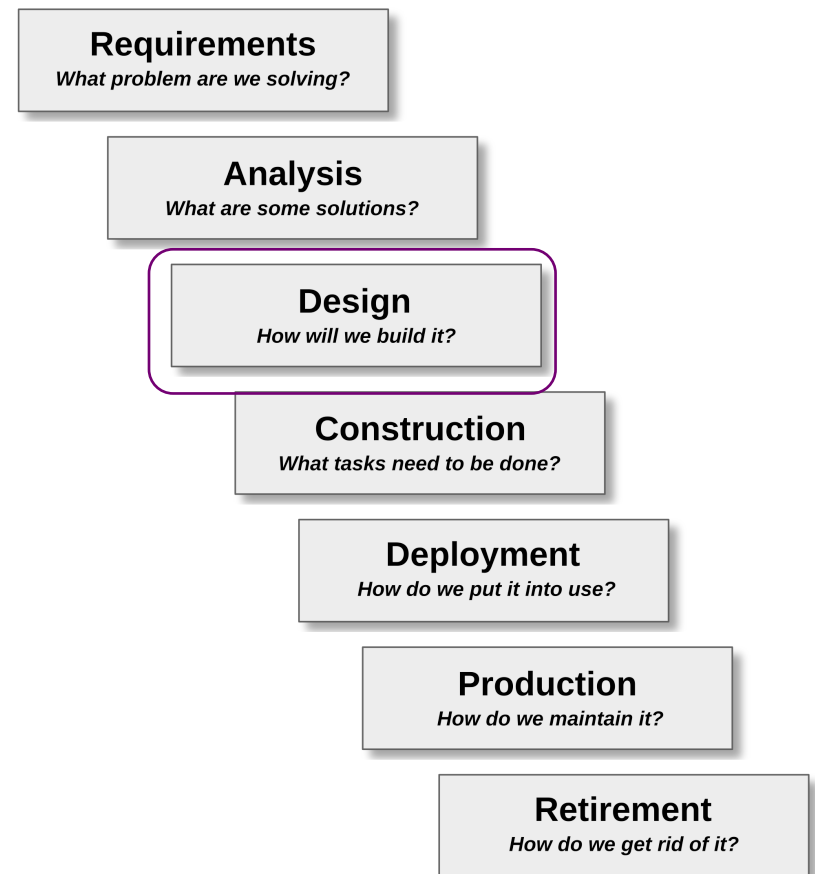 Requirements
What problem are we solving?
Analysis
What are some solutions?
Design
How will we build it?
Construction
What tasks need to be done?
Deployment
How do we put it into use?
Production
How do we maintain it?
Retirement
How do we get rid of it?